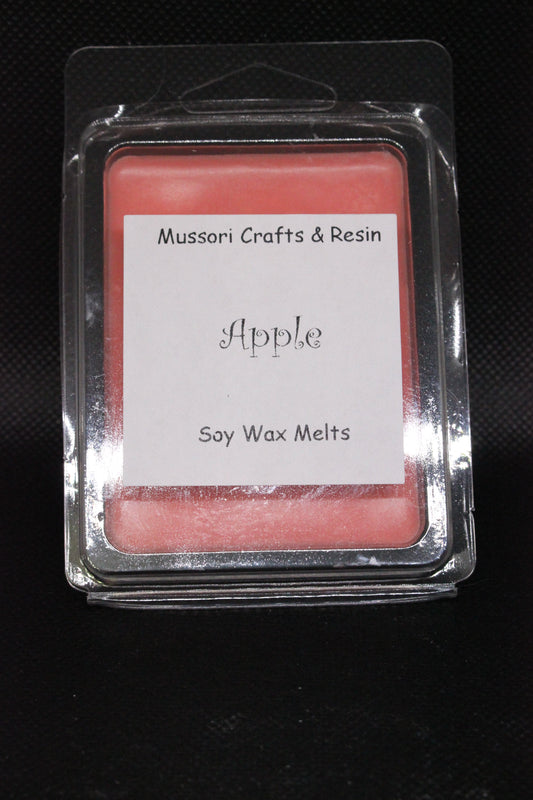 Mussori Crafts & Resin
Apple
Soy Wax Melts